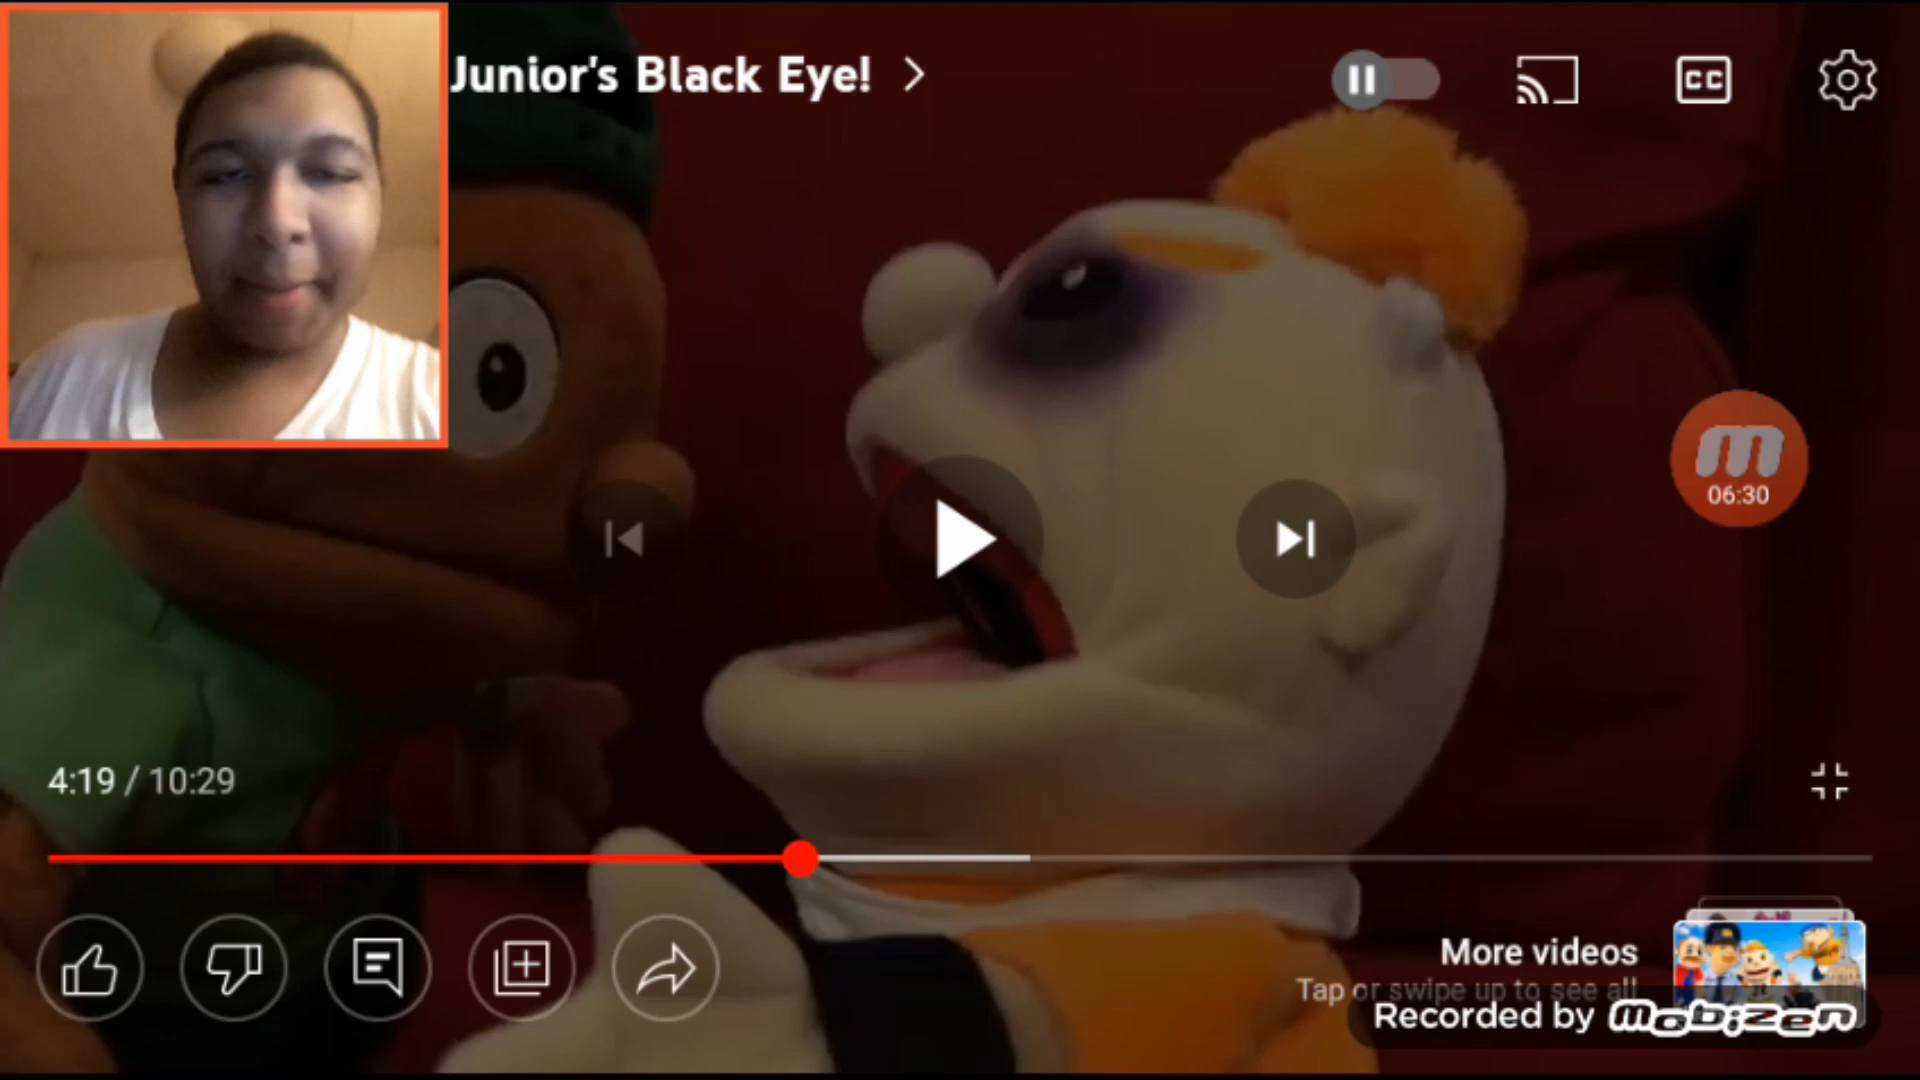 Junior's Black Eye!
CC
m
06:30
4:19 / 10:29
More videos
Tap or swipe up to see all
Recorded by mobizen